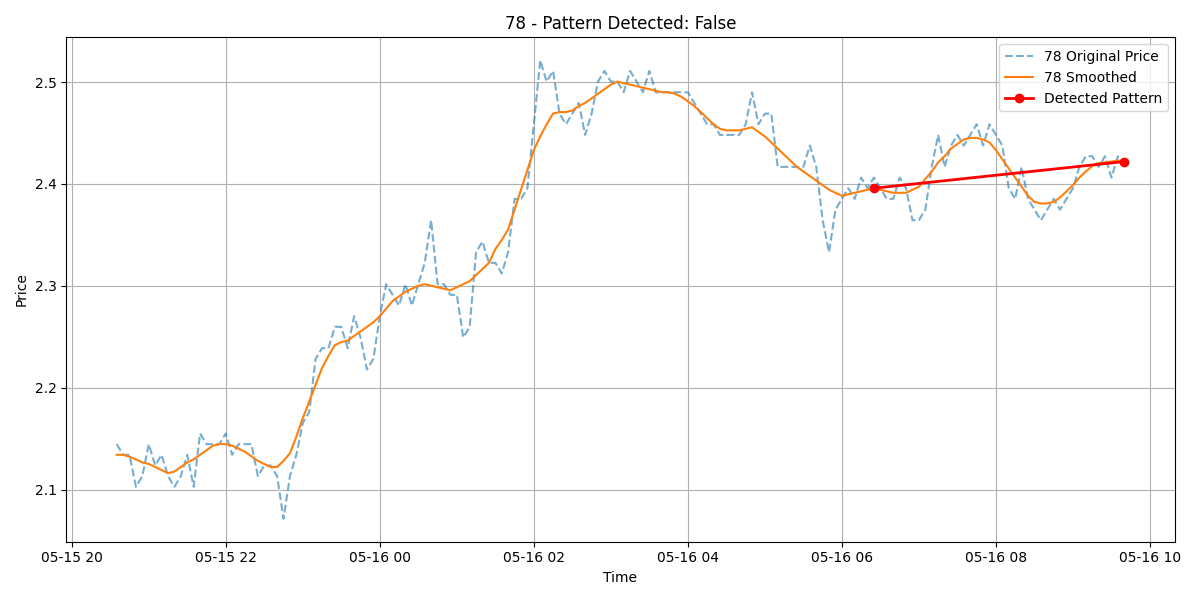 78 - Pattern Detected: False
78 Original Price
78 Smoothed
Detected Pattern
Price
2.5
2.4
2.3
2.2
2.1
05-15 20 05-15 22 05-16 00 05-16 02 05-16 04 05-16 06 05-16 08 05-16 10
Time